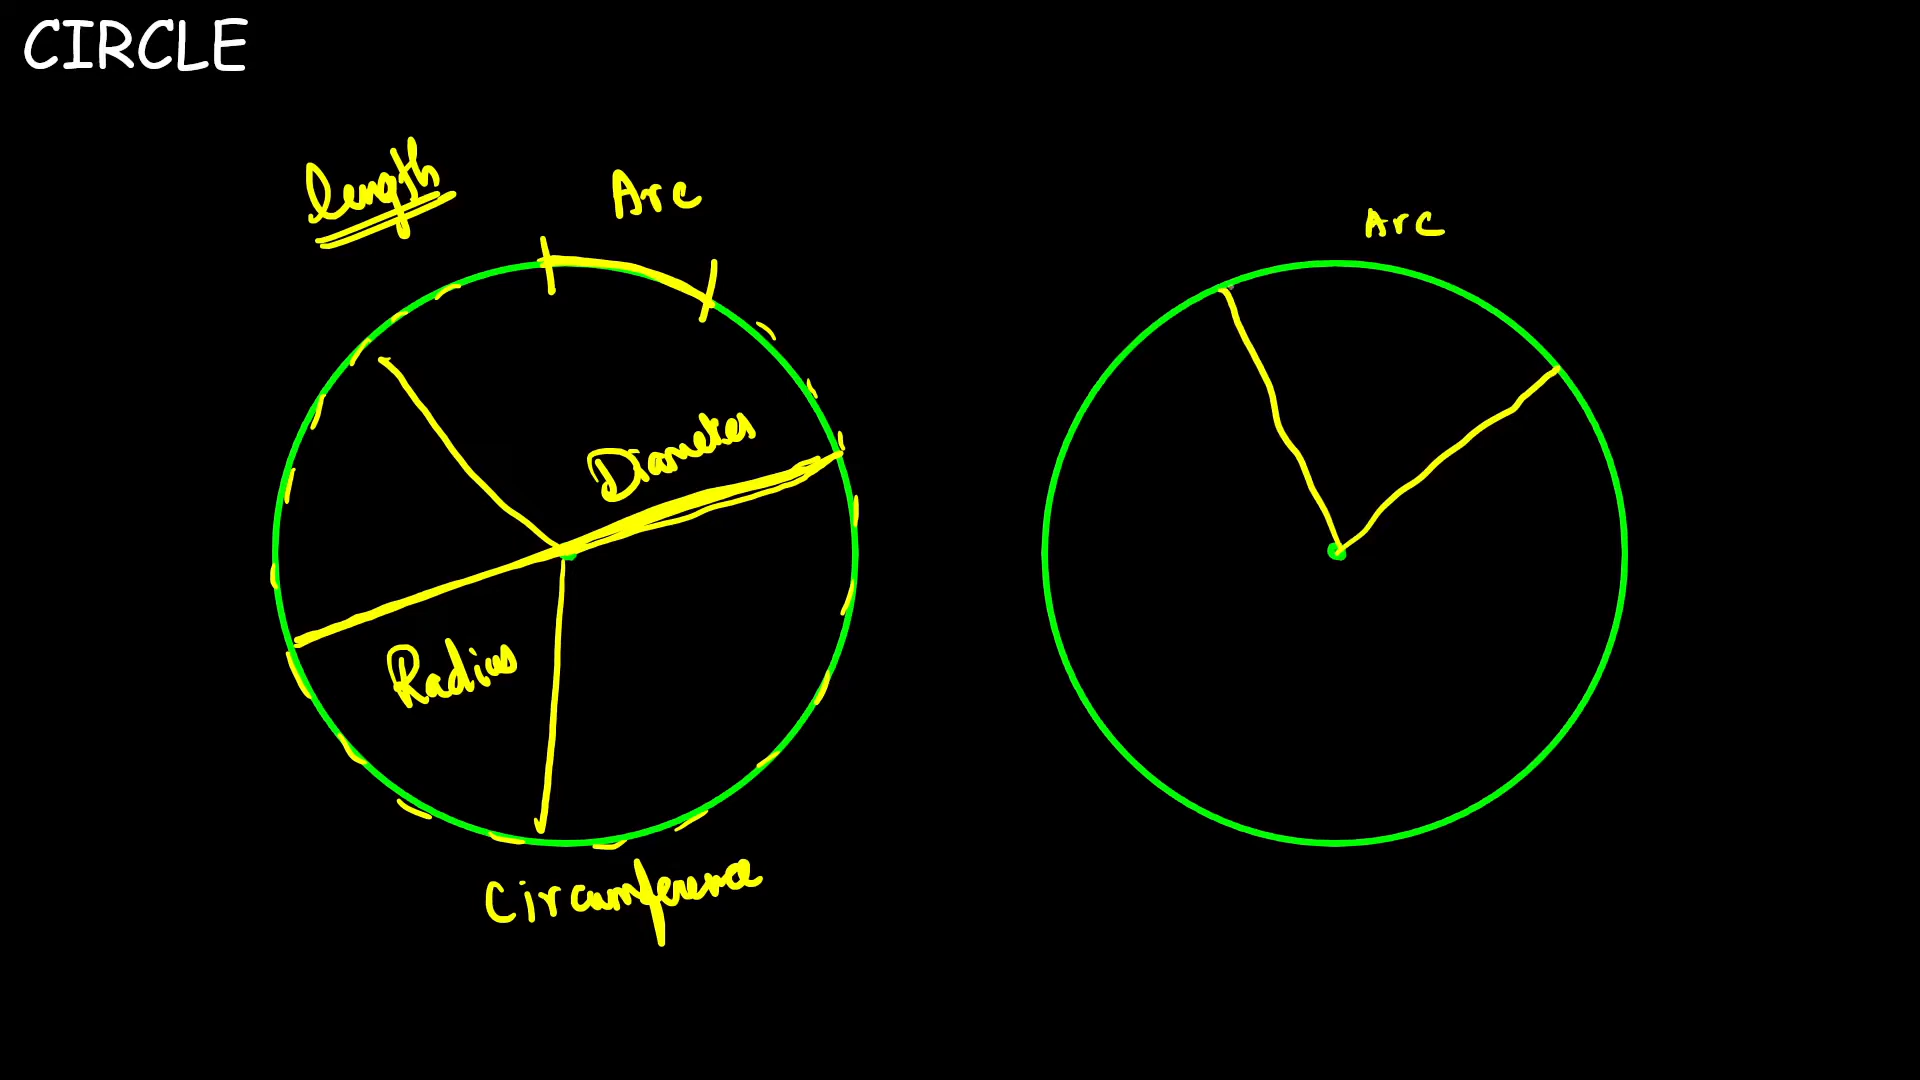 CIRCLE
length
Arc
Arc
Diameter
Radius
Circumference